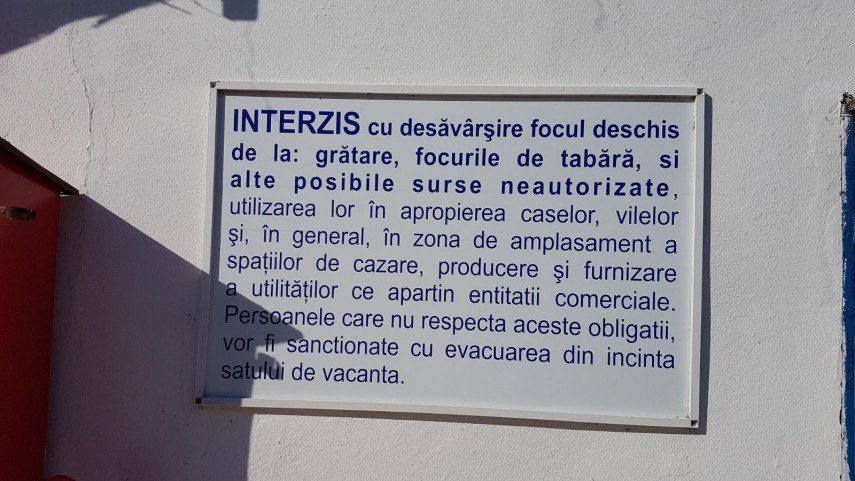 INTERZIS cu desăvârşire focul deschis
de la: grătare, focurile de tabără, si
alte posibile surse neautorizate,
utilizarea lor în apropierea caselor, vilelor
şi, în general, în zona de amplasament a
spațiilor de cazare, producere şi furnizare
a utilităților ce apartin entitatii comerciale.
Persoanele care nu respecta aceste obligatii,
vor fi sanctionate cu evacuarea din incinta
satului de vacanta.